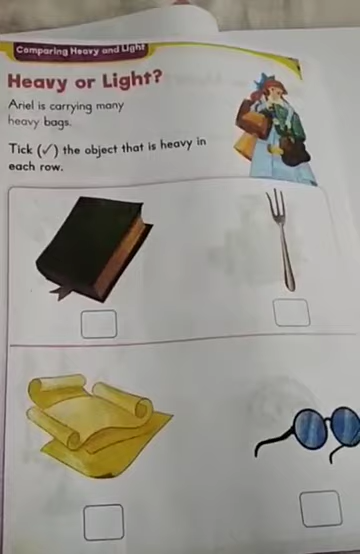 Comparing Heavy and Light
Heavy or Light?
Ariel is carrying many
heavy bags.
Tick (✓) the object that is heavy in
each row.